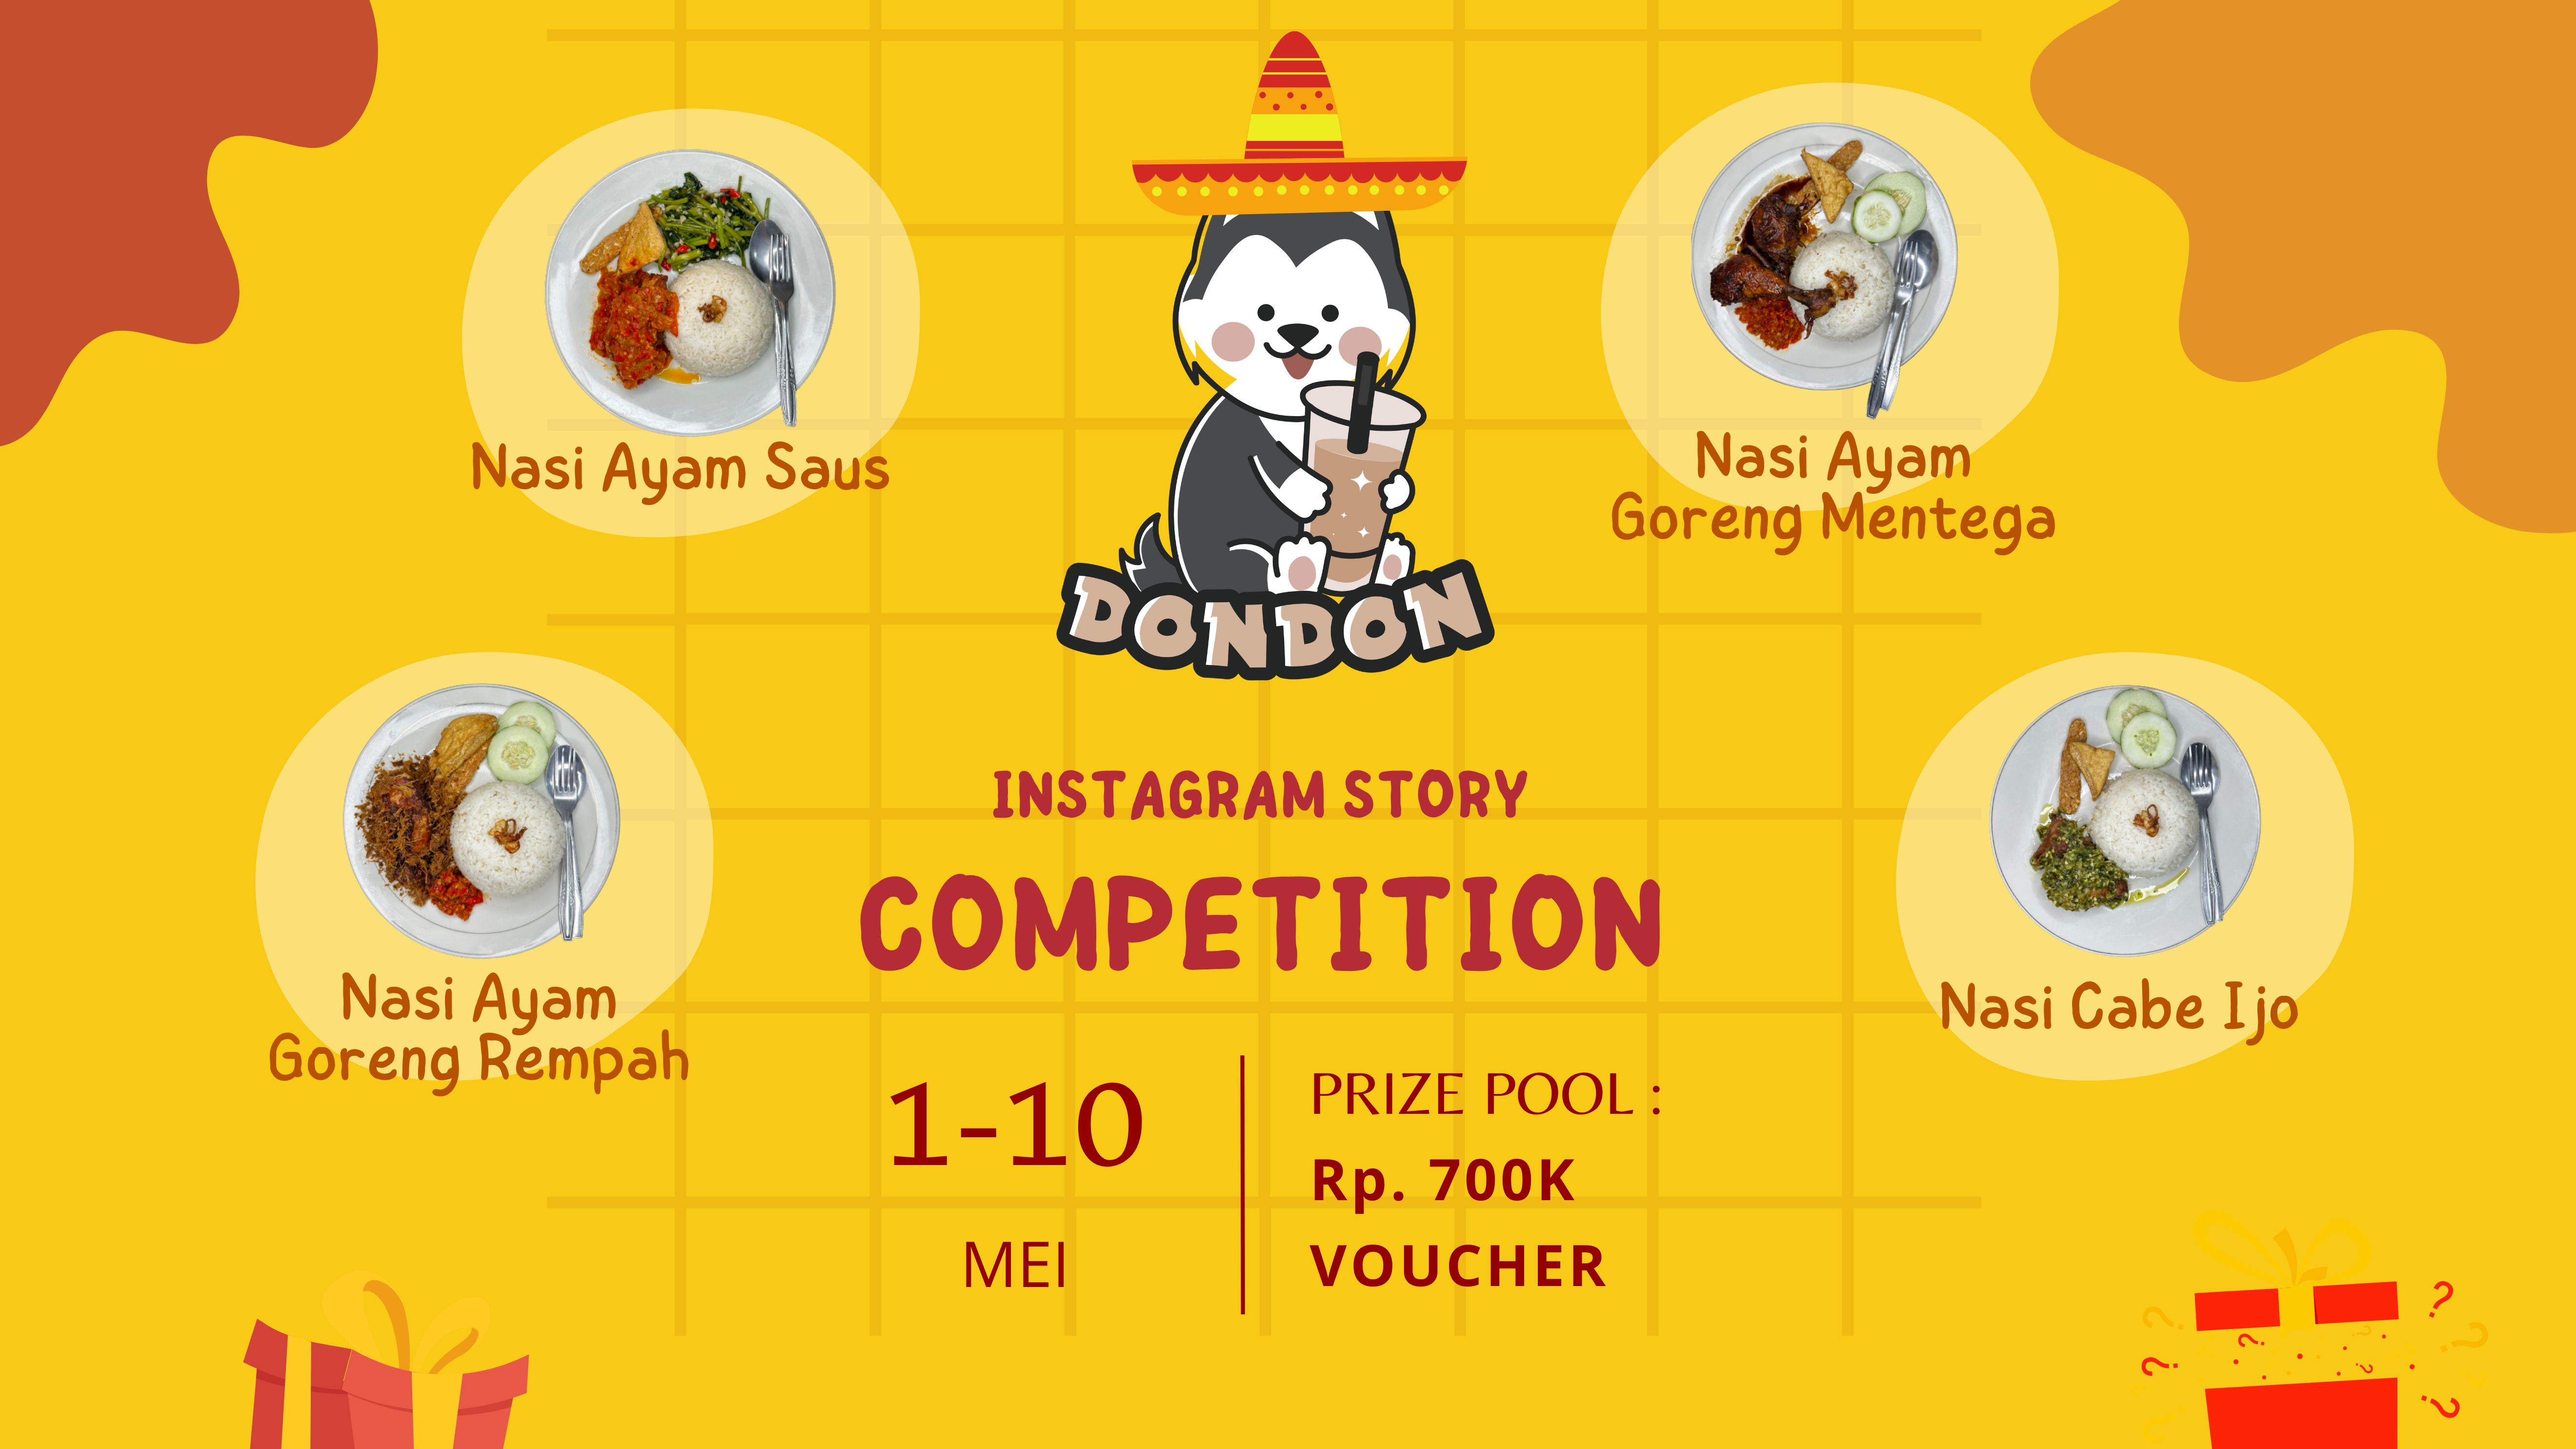 DONDON
Nasi Ayam Saus
Nasi Ayam
Goreng Mentega
Nasi Ayam
Goreng Rempah
Nasi Cabe Ijo
INSTAGRAM STORY
COMPETITION
1-10
MEI
PRIZE POOL :
Rp. 700K
VOUCHER